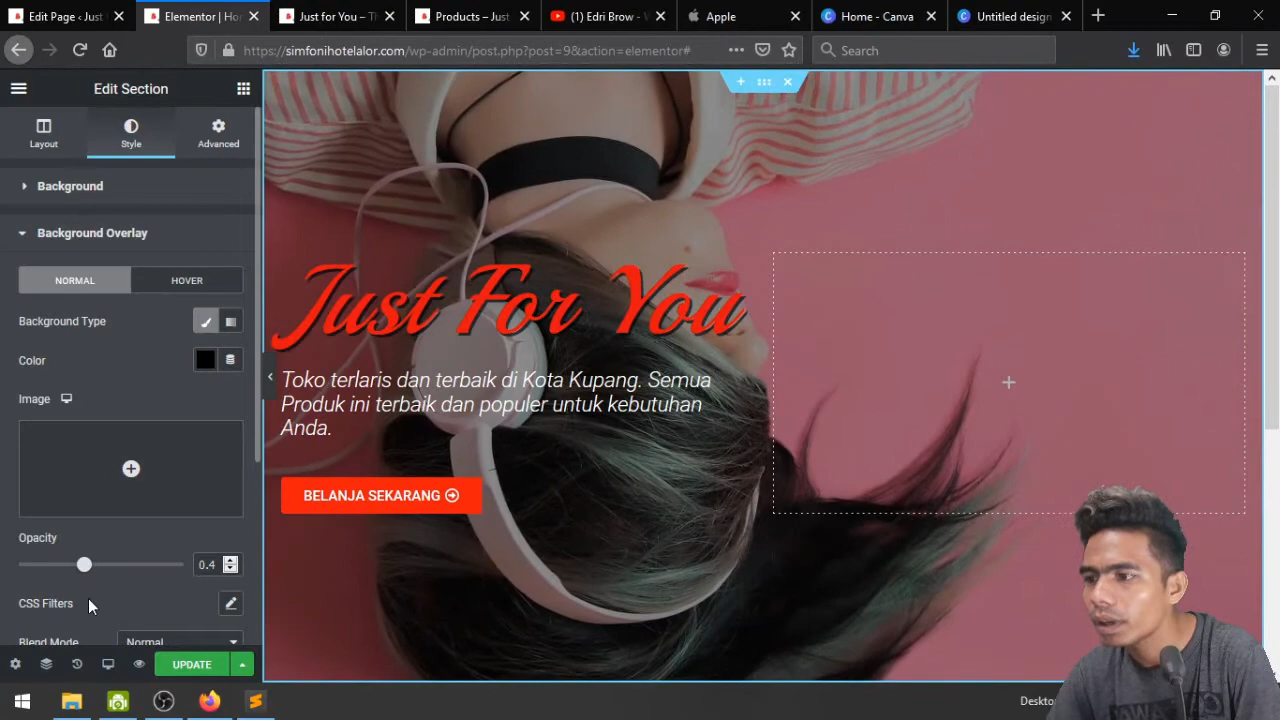 Edit Page ‹ Just
Elementor | Ho
Just for You – Th
Products – Just
(1) Edri Brow - 
Apple
Home - Canva
Untitled design
https://simfonihotelalor.com/wp-admin/post.php?post=9&action=elementor#
Search
Edit Section
Layout
Style
Advanced
Background
Background Overlay
NORMAL
HOVER
Background Type
Color
Image
Opacity
0.4
CSS Filters
Blend Mode
Normal
UPDATE
Just For You
Toko terlaris dan terbaik di Kota Kupang. Semua
Produk ini terbaik dan populer untuk kebutuhan
Anda.
BELANJA SEKARANG
Desktop